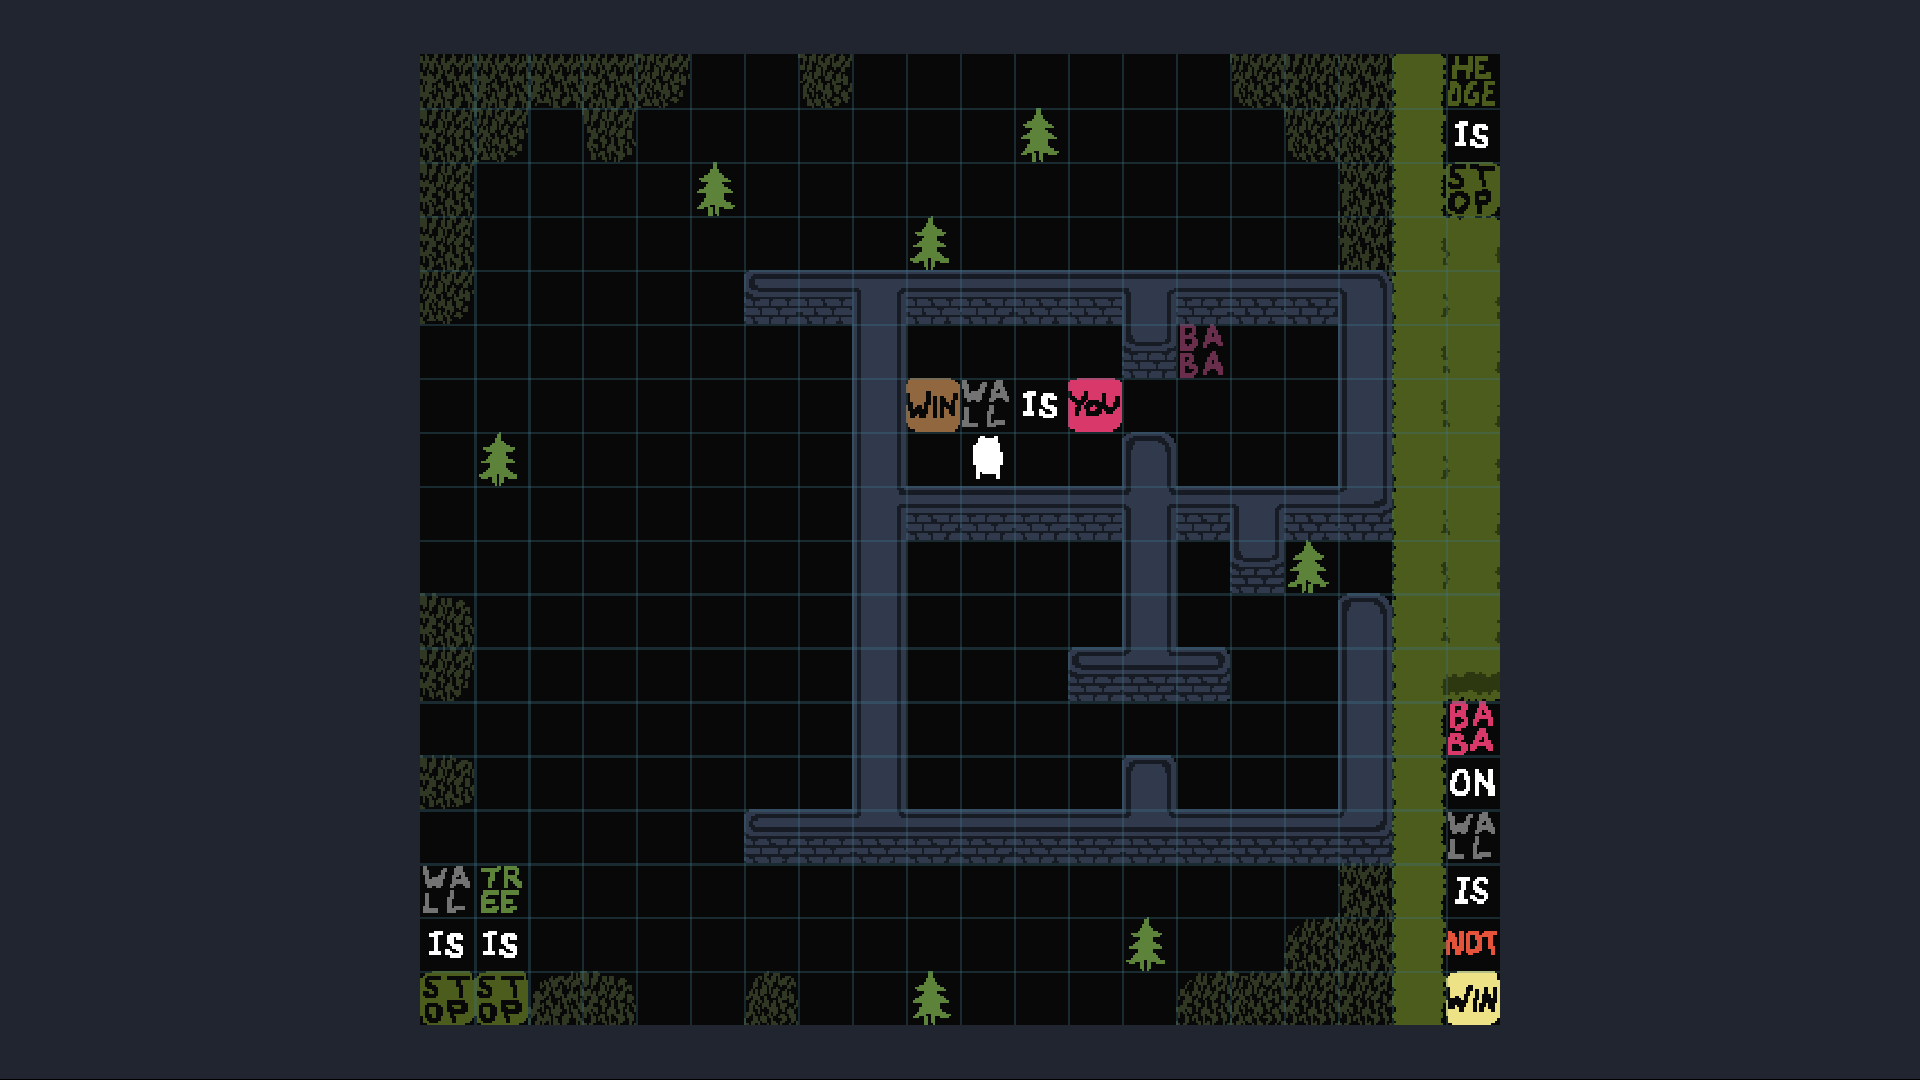 HEDGE
IS
STOP
BABA
WIN WALL IS YOU
BABA
ON
WALL
IS
NOT
WIN
WALL TREE
IS IS
STOP STOP